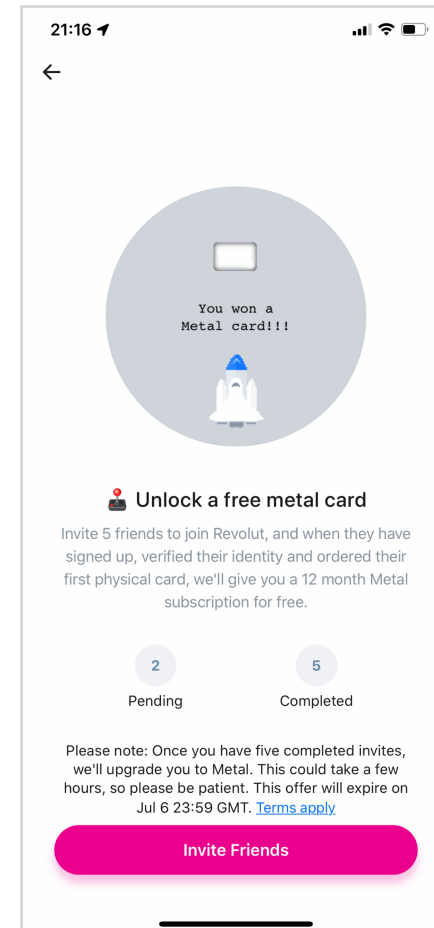 21:16
You won a
Metal card!!!
Unlock a free metal card
Invite 5 friends to join Revolut, and when they have
signed up, verified their identity and ordered their
first physical card, we'll give you a 12 month Metal
subscription for free.
2 5
Pending Completed
Please note: Once you have five completed invites,
we'll upgrade you to Metal. This could take a few
hours, so please be patient. This offer will expire on
Jul 6 23:59 GMT. Terms apply
Invite Friends